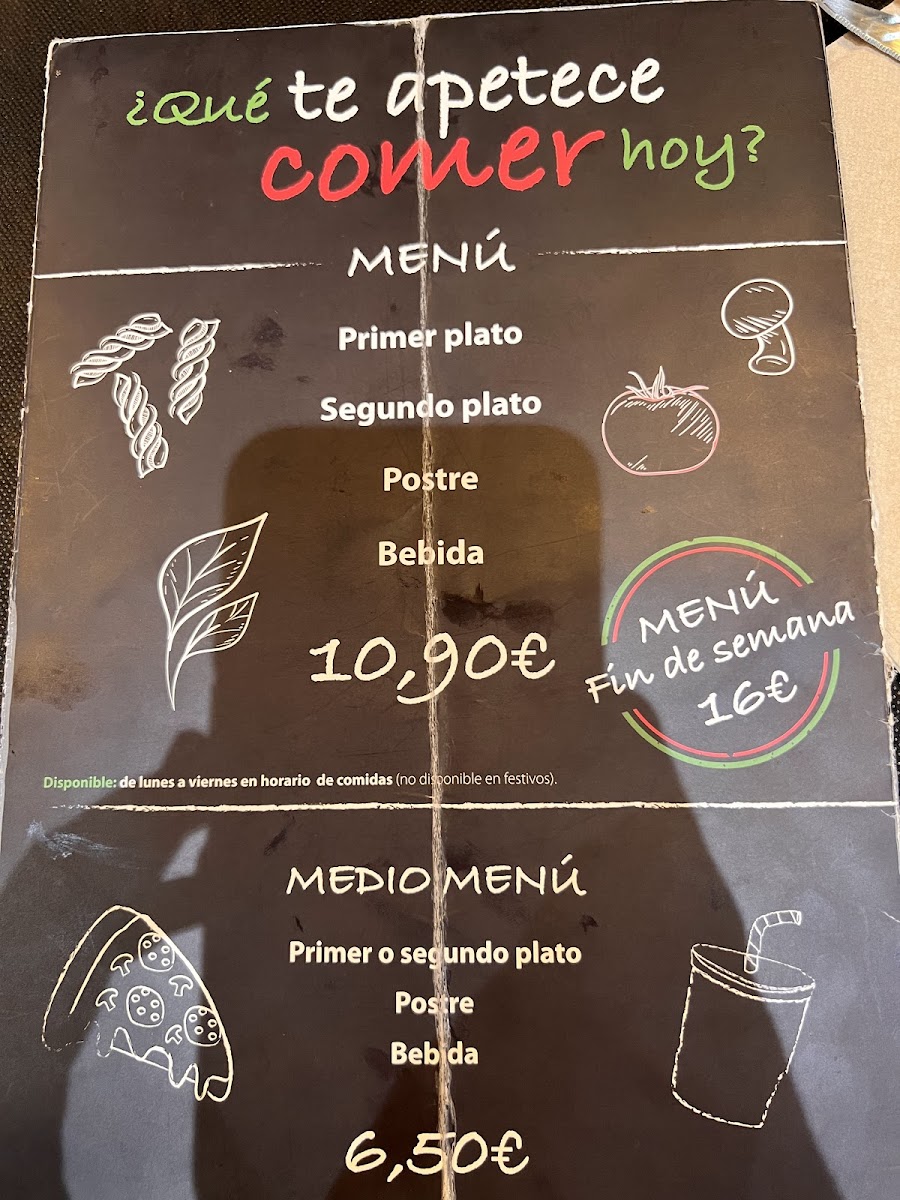 ¿Qué te apetece
comer hoy?
MENÚ
Primer plato
Segundo plato
Postre
Bebida
10,90€
MENÚ
Fin de semana
16€
Disponible: de lunes a viernes en horario de comidas (no disponible en festivos).
MEDIO MENÚ
Primer o segundo plato
Postre
Bebida
6,50€